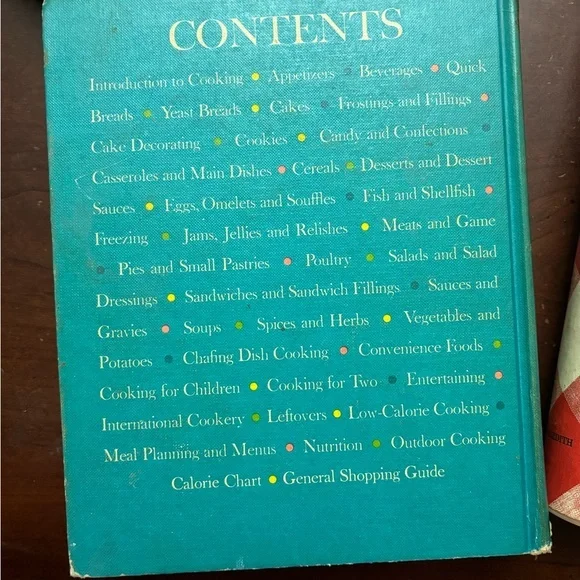 CONTENTS
Introduction to Cooking • Appetizers • Beverages • Quick
Breads • Yeast Breads • Cakes • Frostings and Fillings •
Cake Decorating • Cookies • Candy and Confections •
Casseroles and Main Dishes • Cereals • Desserts and Dessert
Sauces • Eggs, Omelets and Souffles • Fish and Shellfish •
Freezing • Jams, Jellies and Relishes • Meats and Game
• Pies and Small Pastries • Poultry • Salads and Salad
Dressings • Sandwiches and Sandwich Fillings • Sauces and
Gravies • Soups • Spices and Herbs • Vegetables and
Potatoes • Chafing Dish Cooking • Convenience Foods •
Cooking for Children • Cooking for Two • Entertaining •
International Cookery • Leftovers • Low-Calorie Cooking •
Meal Planning and Menus • Nutrition • Outdoor Cooking
Calorie Chart • General Shopping Guide